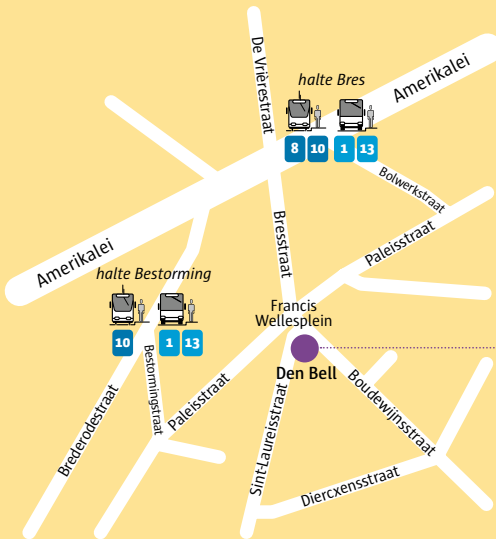 De Vrièrestraat
halte Bres
Amerikalei
8 10 1 13
Bolwerkstraat
Bresstraat
Paleisstraat
Amerikalei
halte Bestorming
10 1 13
Francis
Wellesplein
Den Bell
Bestormingstraat
Brederodestraat
Paleisstraat
Sint-Laureisstraat
Boudewijnsstraat
Diercxensstraat